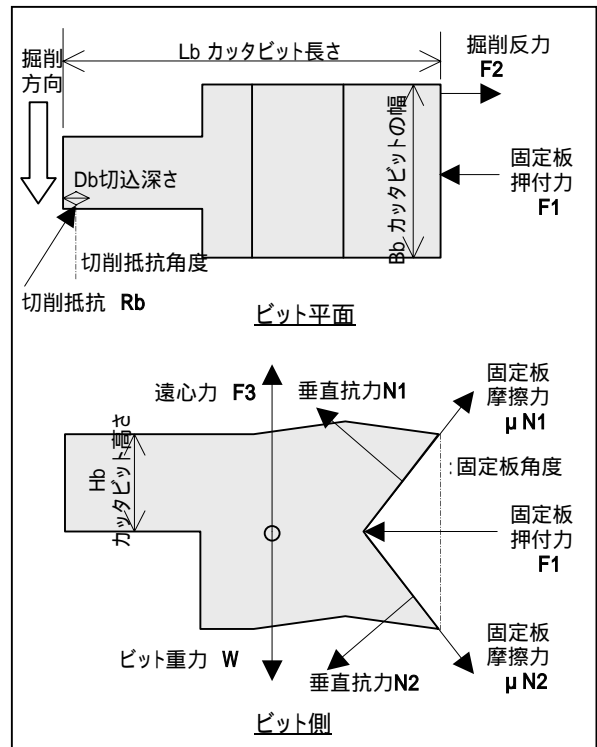 Lb カッタビット長さ
掘削
方向
掘削反力
F2
Db切込深さ
Bb カッタビットの幅
固定板
押付力
F1
切削抵抗角度
切削抵抗 Rb
ビット平面
遠心力 F3
垂直抗力N1
固定板
摩擦力
μN1
Hb
カッタビット高さ
:固定板角度
固定板
押付力
F1
ビット重力 W
垂直抗力N2
固定板
摩擦力
μN2
ビット側